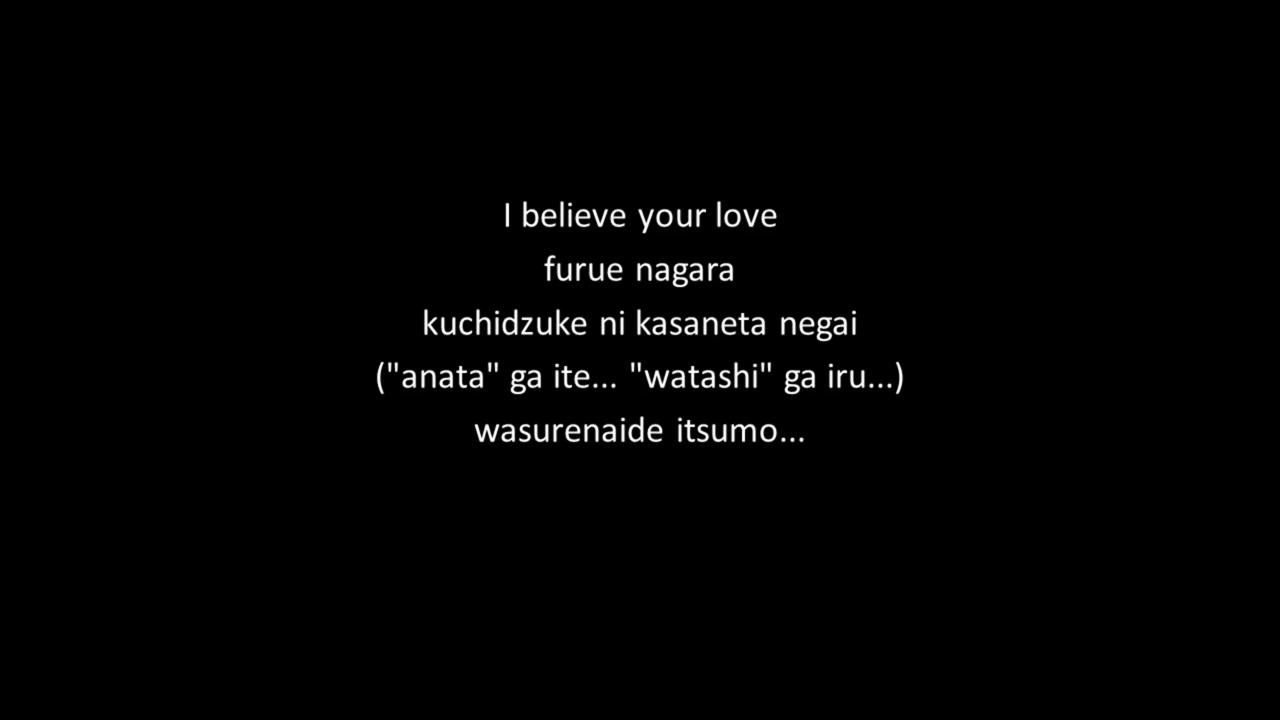 I believe your love
furue nagara
kuchidzuke ni kasaneta negai
("anata" ga ite... "watashi" ga iru...)
wasurenaide itsumo...